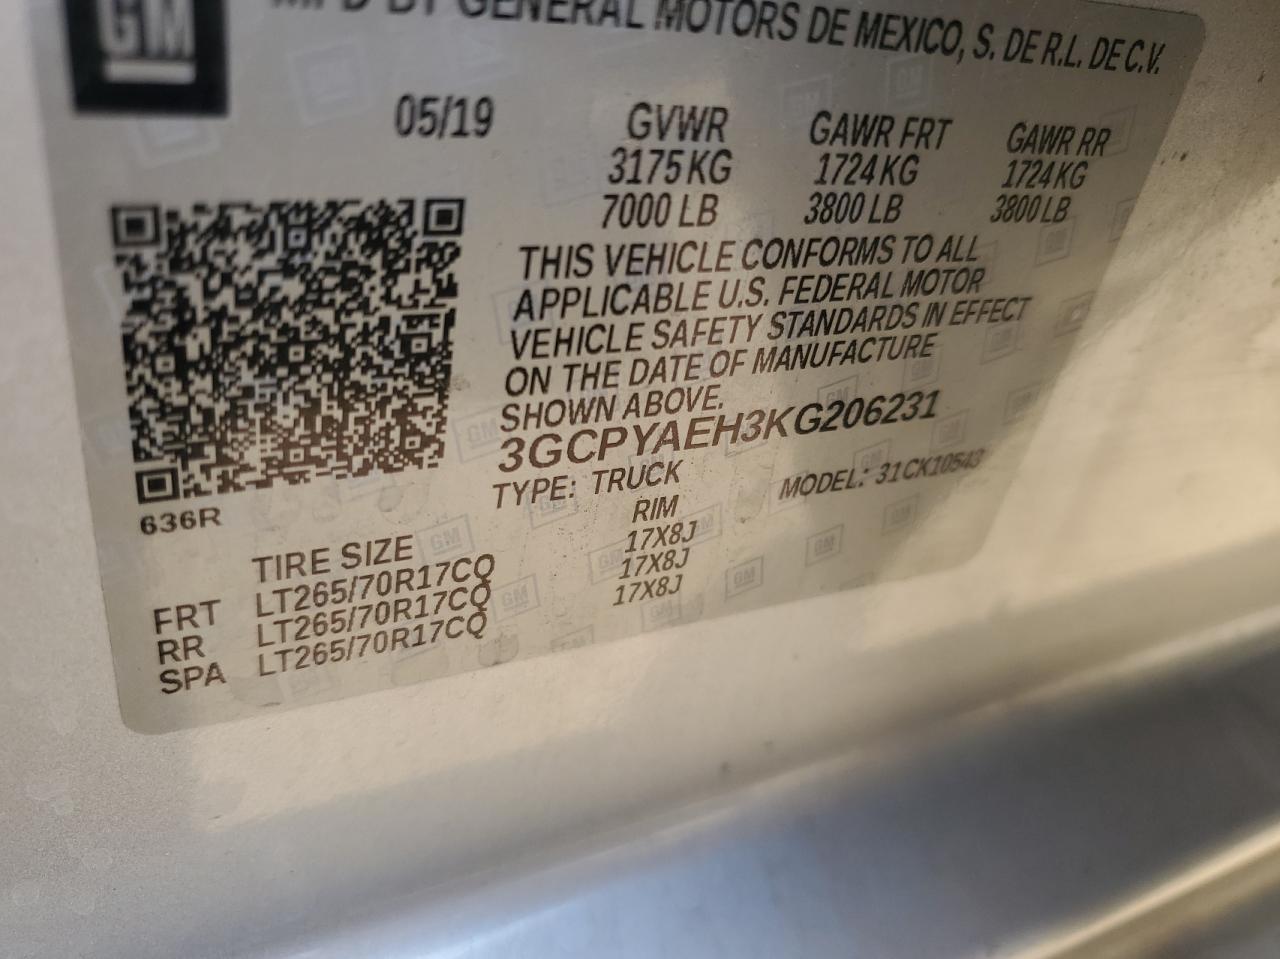 GM
MFD BY GENERAL MOTORS DE MEXICO, S. DE R.L. DE C.V.
05/19 GVWR GAWR FRT GAWR RR
3175 KG 1724 KG 1724 KG
7000 LB 3800 LB 3800 LB
THIS VEHICLE CONFORMS TO ALL
APPLICABLE U.S. FEDERAL MOTOR
VEHICLE SAFETY STANDARDS IN EFFECT
ON THE DATE OF MANUFACTURE
SHOWN ABOVE.
3GCPYAEH3KG206231
TYPE: TRUCK MODEL: 31CK10543
636R
TIRE SIZE RIM
FRT LT265/70R17CQ 17X8J
RR LT265/70R17CQ 17X8J
SPA LT265/70R17CQ 17X8J